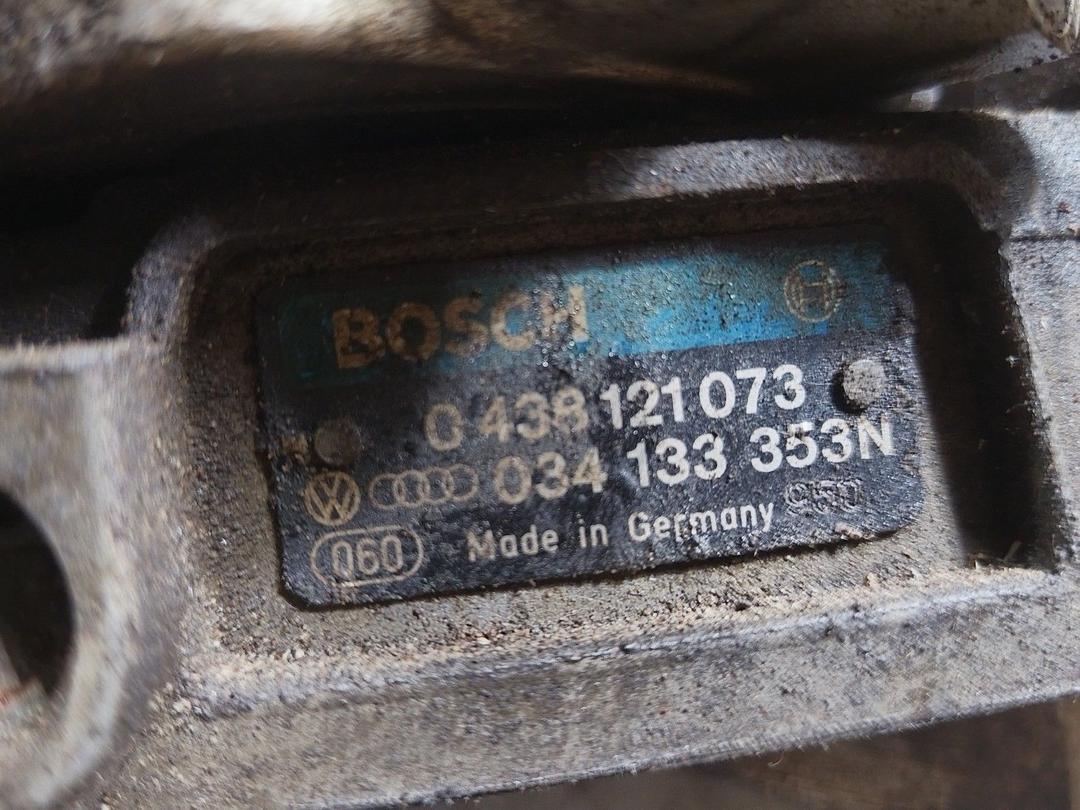 BOSCH
0 438 121 073
034 133 353N
060 Made in Germany